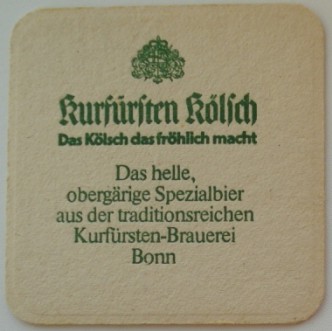 Kurfürsten Kölsch
Das Kölsch das fröhlich macht
Das helle,
obergärige Spezialbier
aus der traditionsreichen
Kurfürsten-Brauerei
Bonn